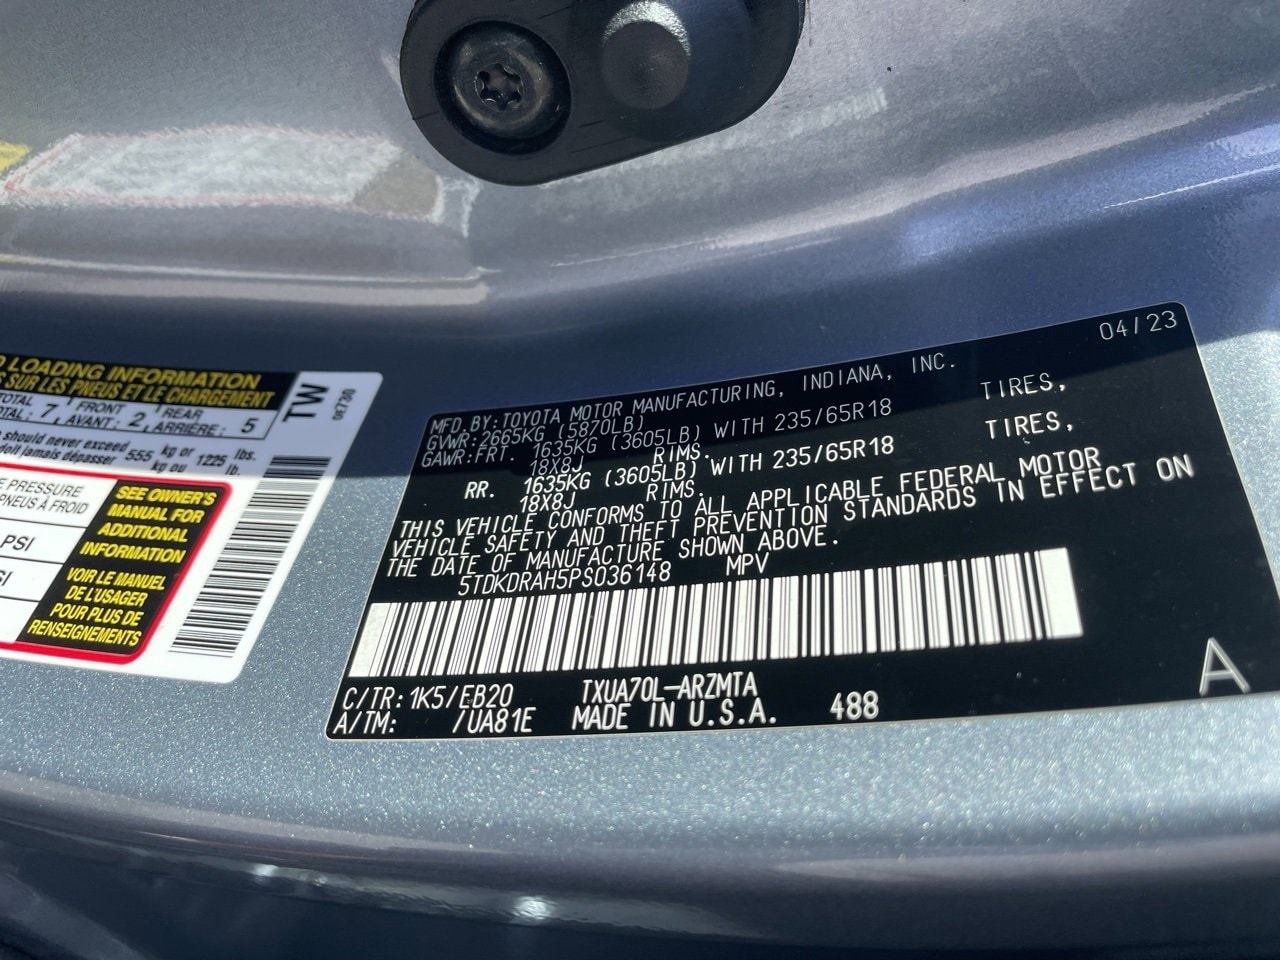 LOADING INFORMATION
SUR LES PNEUS ET LE CHARGEMENT
TOTAL 7, FRONT 2, REAR 5
TOTAL: AVANT: ARRIÈRE:
should never exceed 555 kg or 1225 lbs.
doit jamais dépasser kg ou lb.
PRESSURE
PNEUS À FROID
PSI
SEE OWNER'S
MANUAL FOR
ADDITIONAL
INFORMATION
VOIR LE MANUEL
DE L'USAGER
POUR PLUS DE
RENSEIGNEMENTS
TW
04/23
MFD.BY:TOYOTA MOTOR MANUFACTURING, INDIANA, INC.
GVWR:2665KG (5870LB)
GAWR:FRT. 1635KG (3605LB) WITH 235/65R18 TIRES,
18X8J RIMS.
RR. 1635KG (3605LB) WITH 235/65R18 TIRES,
18X8J RIMS.
THIS VEHICLE CONFORMS TO ALL APPLICABLE FEDERAL MOTOR
VEHICLE SAFETY AND THEFT PREVENTION STANDARDS IN EFFECT ON
THE DATE OF MANUFACTURE SHOWN ABOVE.
5TDKDRAH5PS036148 MPV
C/TR: 1K5/EB20 TXUA70L-ARZMTA
A/TM: /UA81E MADE IN U.S.A. 488
A